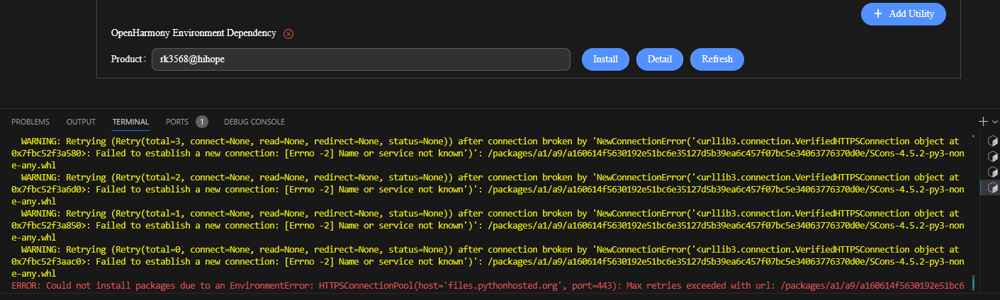 + Add Utility
OpenHarmony Environment Dependency
Product: rk3568@hihope Install Detail Refresh
PROBLEMS OUTPUT TERMINAL PORTS 1 DEBUG CONSOLE
WARNING: Retrying (Retry(total=3, connect=None, read=None, redirect=None, status=None)) after connection broken by 'NewConnectionError('<urllib3.connection.VerifiedHTTPSConnection object at
0x7fbc52f3a580>: Failed to establish a new connection: [Errno -2] Name or service not known')': /packages/a1/a9/a160614f5630192e51bc6e35127d5b39ea6c457f07bc5e34063776370d0e/SCons-4.5.2-py3-non
e-any.whl
WARNING: Retrying (Retry(total=2, connect=None, read=None, redirect=None, status=None)) after connection broken by 'NewConnectionError('<urllib3.connection.VerifiedHTTPSConnection object at
0x7fbc52f3a6d0>: Failed to establish a new connection: [Errno -2] Name or service not known')': /packages/a1/a9/a160614f5630192e51bc6e35127d5b39ea6c457f07bc5e34063776370d0e/SCons-4.5.2-py3-non
e-any.whl
WARNING: Retrying (Retry(total=1, connect=None, read=None, redirect=None, status=None)) after connection broken by 'NewConnectionError('<urllib3.connection.VerifiedHTTPSConnection object at
0x7fbc52f3a850>: Failed to establish a new connection: [Errno -2] Name or service not known')': /packages/a1/a9/a160614f5630192e51bc6e35127d5b39ea6c457f07bc5e34063776370d0e/SCons-4.5.2-py3-non
e-any.whl
WARNING: Retrying (Retry(total=0, connect=None, read=None, redirect=None, status=None)) after connection broken by 'NewConnectionError('<urllib3.connection.VerifiedHTTPSConnection object at
0x7fbc52f3aac0>: Failed to establish a new connection: [Errno -2] Name or service not known')': /packages/a1/a9/a160614f5630192e51bc6e35127d5b39ea6c457f07bc5e34063776370d0e/SCons-4.5.2-py3-non
e-any.whl
ERROR: Could not install packages due to an EnvironmentError: HTTPSConnectionPool(host='files.pythonhosted.org', port=443): Max retries exceeded with url: /packages/a1/a9/a160614f5630192e51bc6